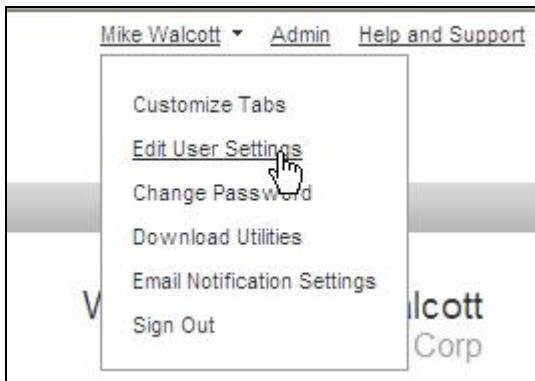 Mike Walcott Admin Help and Support
Customize Tabs
Edit User Settings
Change Password
Download Utilities
Email Notification Settings
Sign Out
Corp